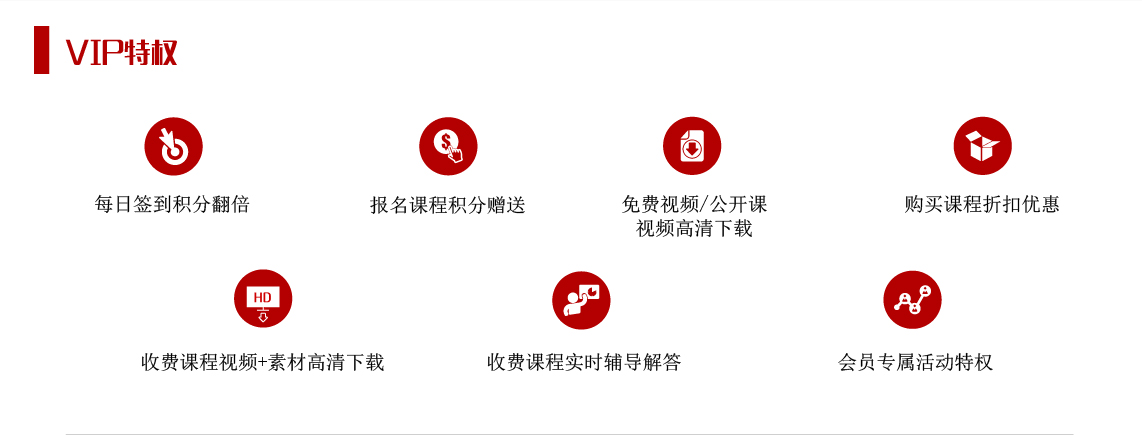 VIP特权
每日签到积分翻倍
报名课程积分赠送
免费视频/公开课
视频高清下载
购买课程折扣优惠
HD
收费课程视频+素材高清下载
收费课程实时辅导解答
会员专属活动特权